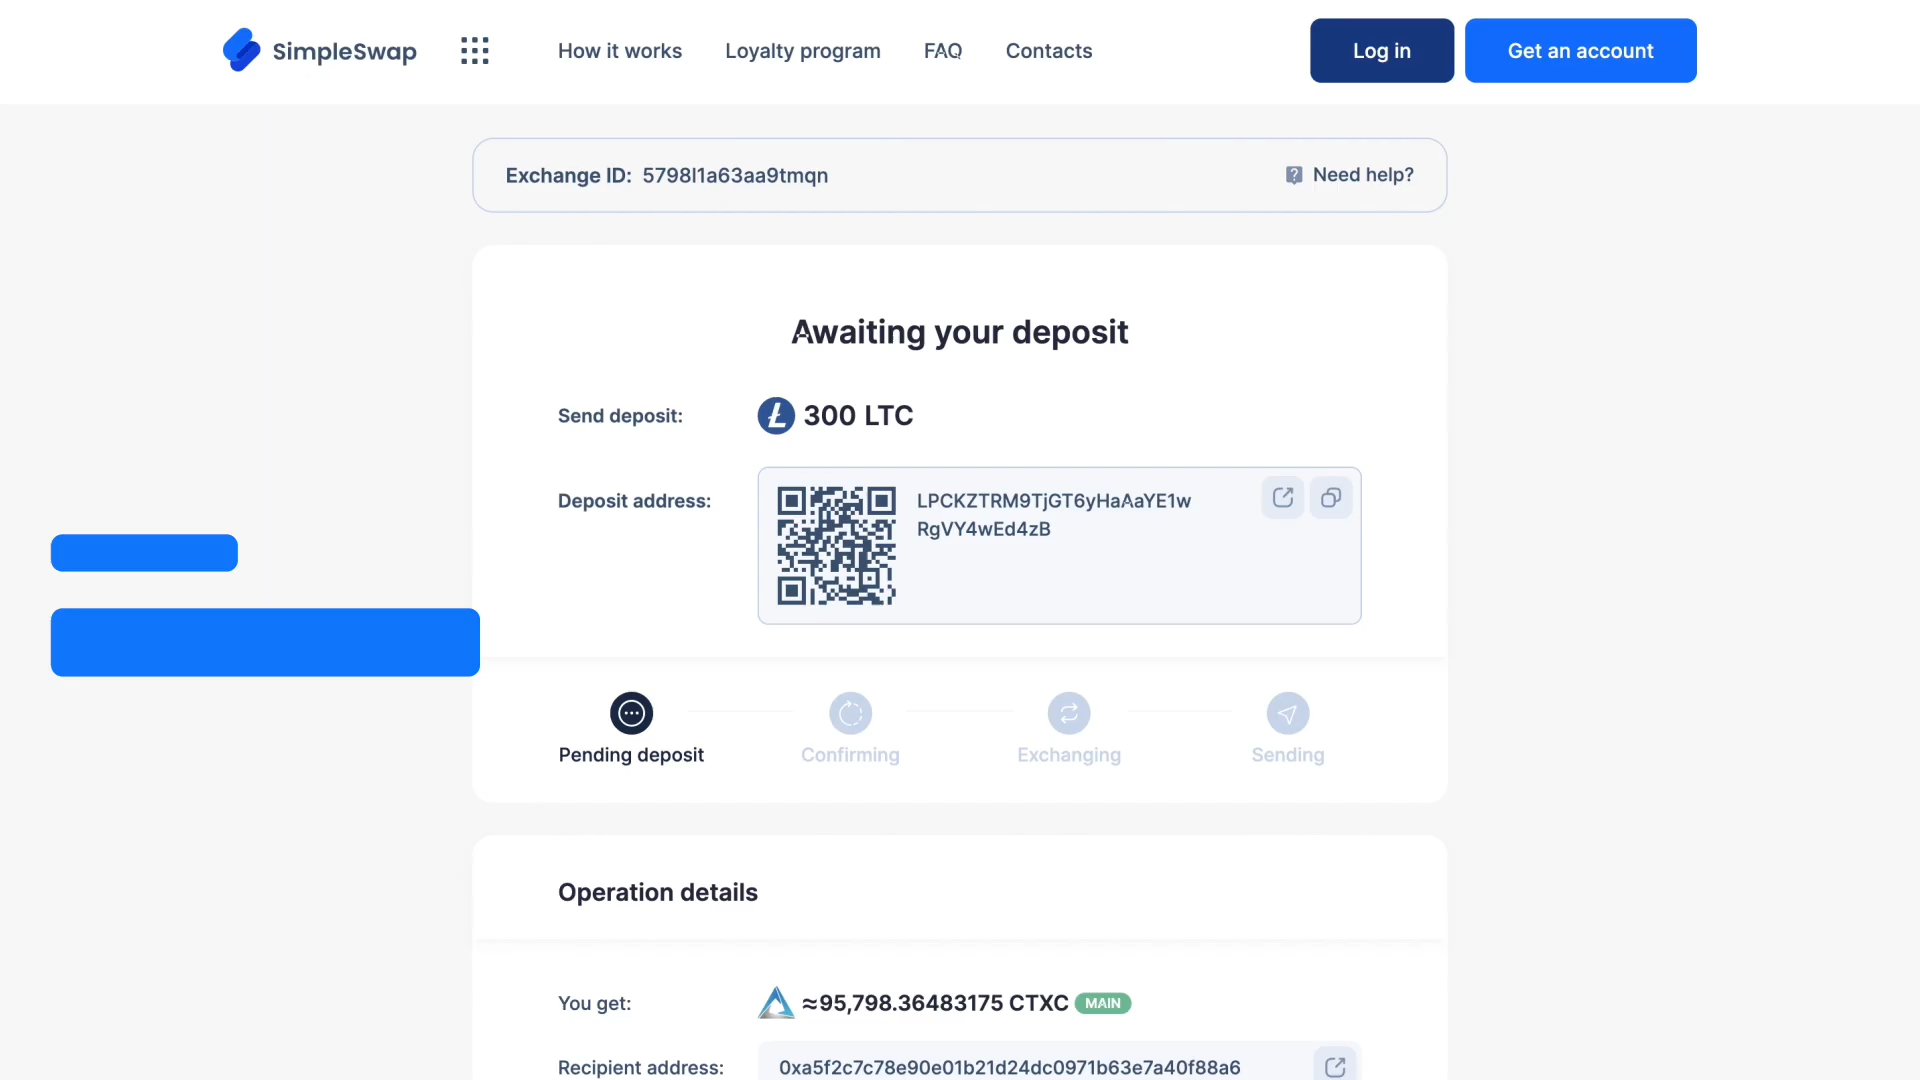 SimpleSwap
How it works
Loyalty program
FAQ
Contacts
Log in
Get an account
Exchange ID: 5798l1a63aa9tmqn
Need help?
Awaiting your deposit
Send deposit:
300 LTC
Deposit address:
LPCKZTRM9TjGT6yHaAaYE1w
RgVY4wEd4zB
Pending deposit
Confirming
Exchanging
Sending
Operation details
You get:
≈95,798.36483175 CTXC MAIN
Recipient address:
0xa5f2c7c78e90e01b21d24dc0971b63e7a40f88a6